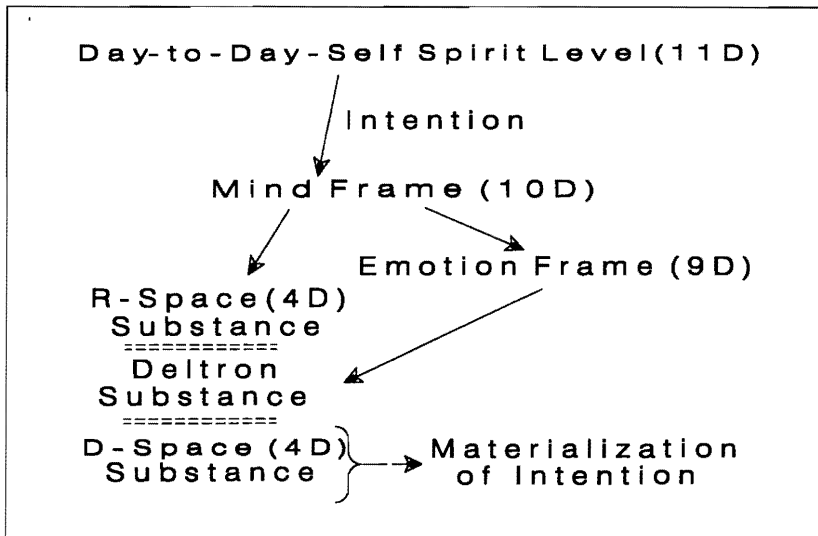 Day-to-Day-Self Spirit Level(11D)
Intention
Mind Frame (10D)
Emotion Frame (9D)
R-Space(4D)
Substance
============
Deltron
Substance
============
D-Space (4D)
Substance
Materialization
of Intention